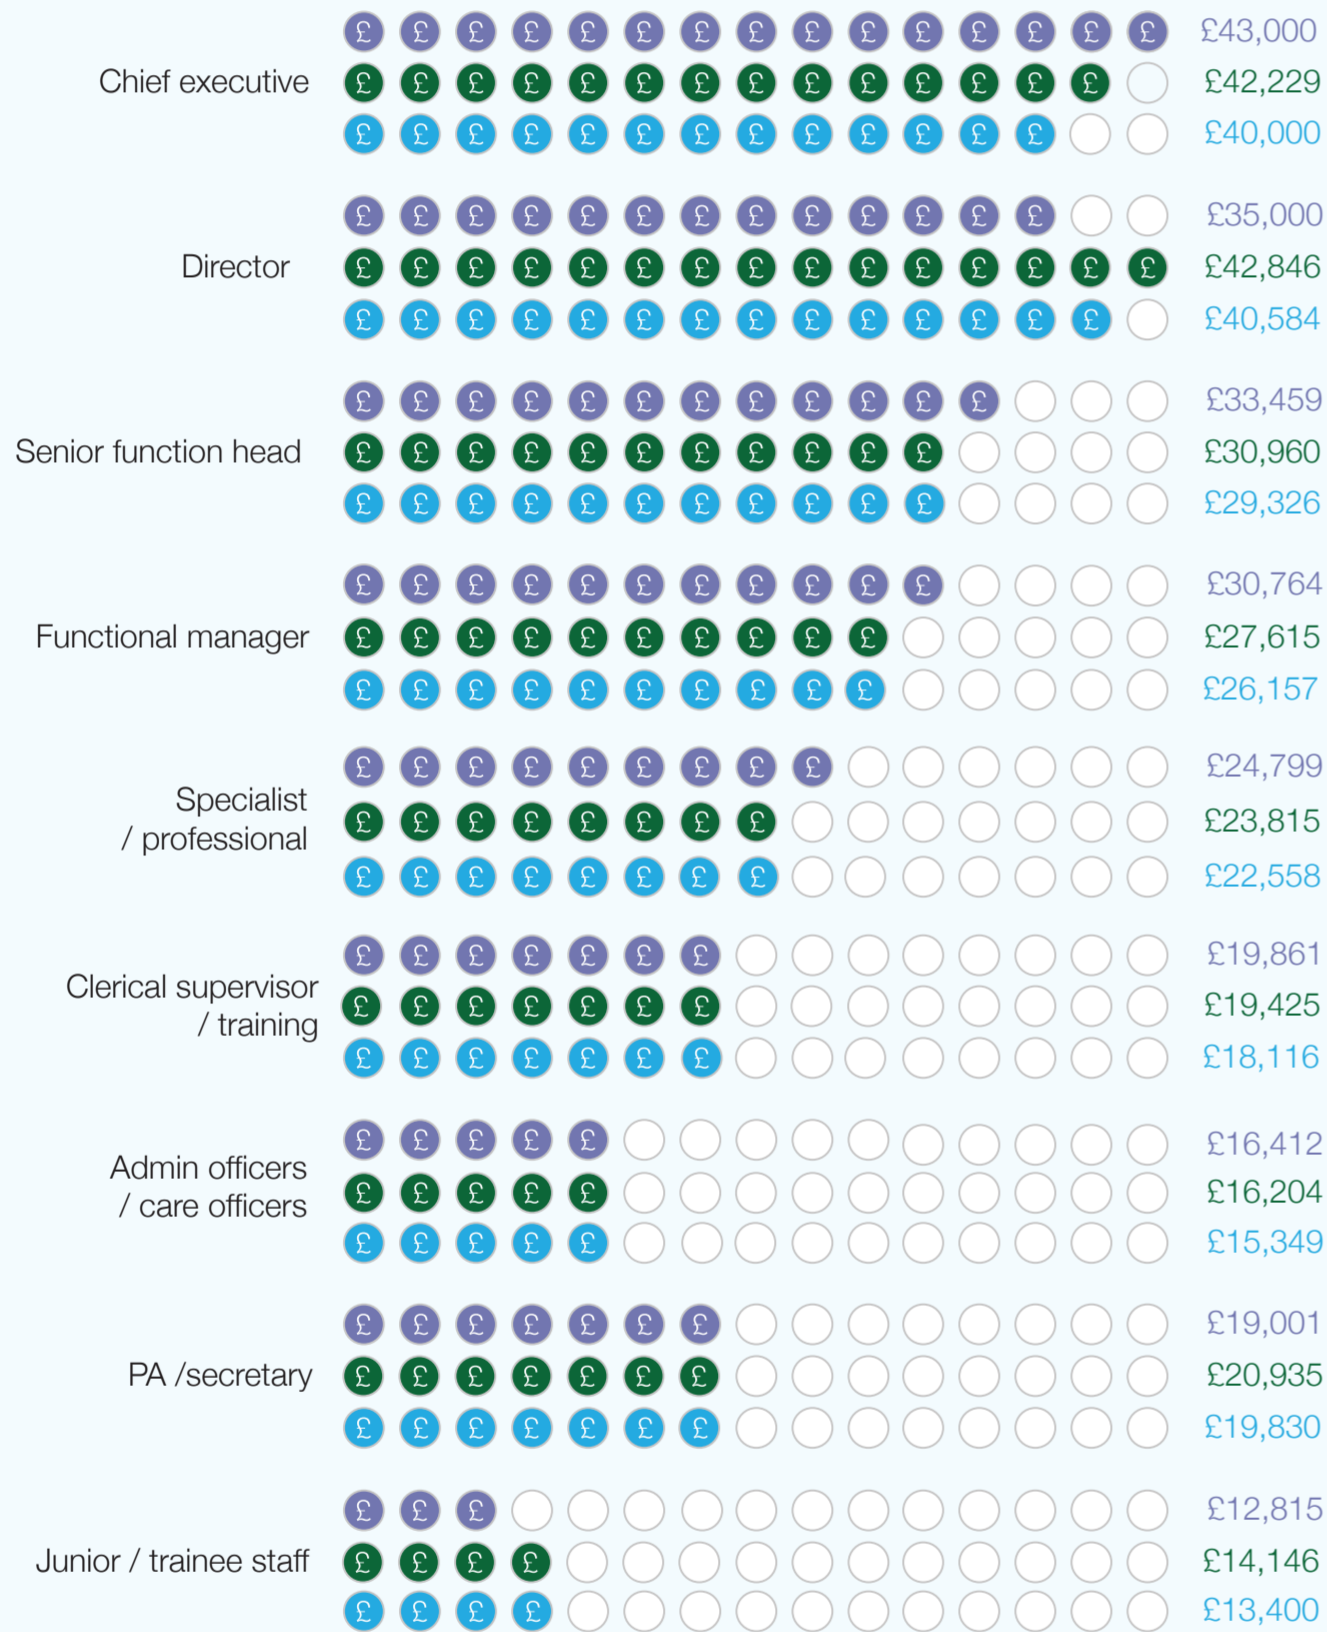 £43,000
Chief executive
£42,229
£40,000
£35,000
Director
£42,846
£40,584
£33,459
Senior function head
£30,960
£29,326
£30,764
Functional manager
£27,615
£26,157
£24,799
Specialist
/ professional
£23,815
£22,558
£19,861
Clerical supervisor
/ training
£19,425
£18,116
£16,412
Admin officers
/ care officers
£16,204
£15,349
£19,001
PA /secretary
£20,935
£19,830
£12,815
Junior / trainee staff
£14,146
£13,400